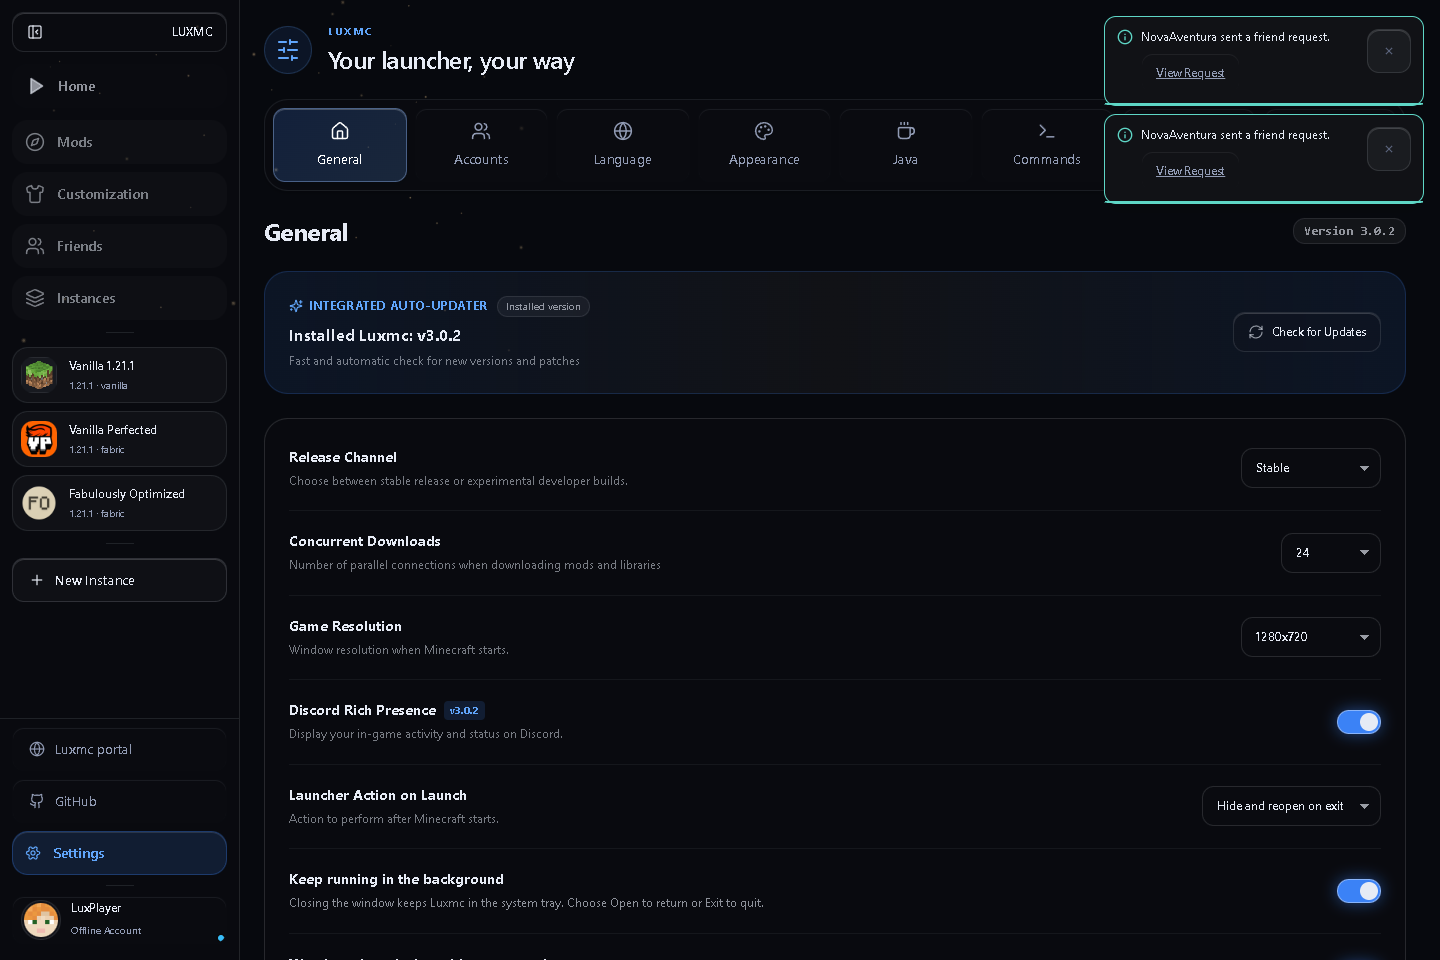 LUXMC
Home
Mods
Customization
Friends
Instances
Vanilla 1.21.1
1.21.1 · vanilla
VP
Vanilla Perfected
1.21.1 · fabric
FO
Fabulously Optimized
1.21.1 · fabric
New Instance
Luxmc portal
GitHub
Settings
LuxPlayer
Offline Account
LUXMC
Your launcher, your way
General
Accounts
Language
Appearance
Java
Commands
NovaAventura sent a friend request.
View Request
×
NovaAventura sent a friend request.
View Request
×
General
Version 3.0.2
INTEGRATED AUTO-UPDATER
Installed version
Installed Luxmc: v3.0.2
Fast and automatic check for new versions and patches
Check for Updates
Release Channel
Choose between stable release or experimental developer builds.
Stable
Concurrent Downloads
Number of parallel connections when downloading mods and libraries
24
Game Resolution
Window resolution when Minecraft starts.
1280x720
Discord Rich Presence
v3.0.2
Display your in-game activity and status on Discord.
Launcher Action on Launch
Action to perform after Minecraft starts.
Hide and reopen on exit
Keep running in the background
Closing the window keeps Luxmc in the system tray. Choose Open to return or Exit to quit.